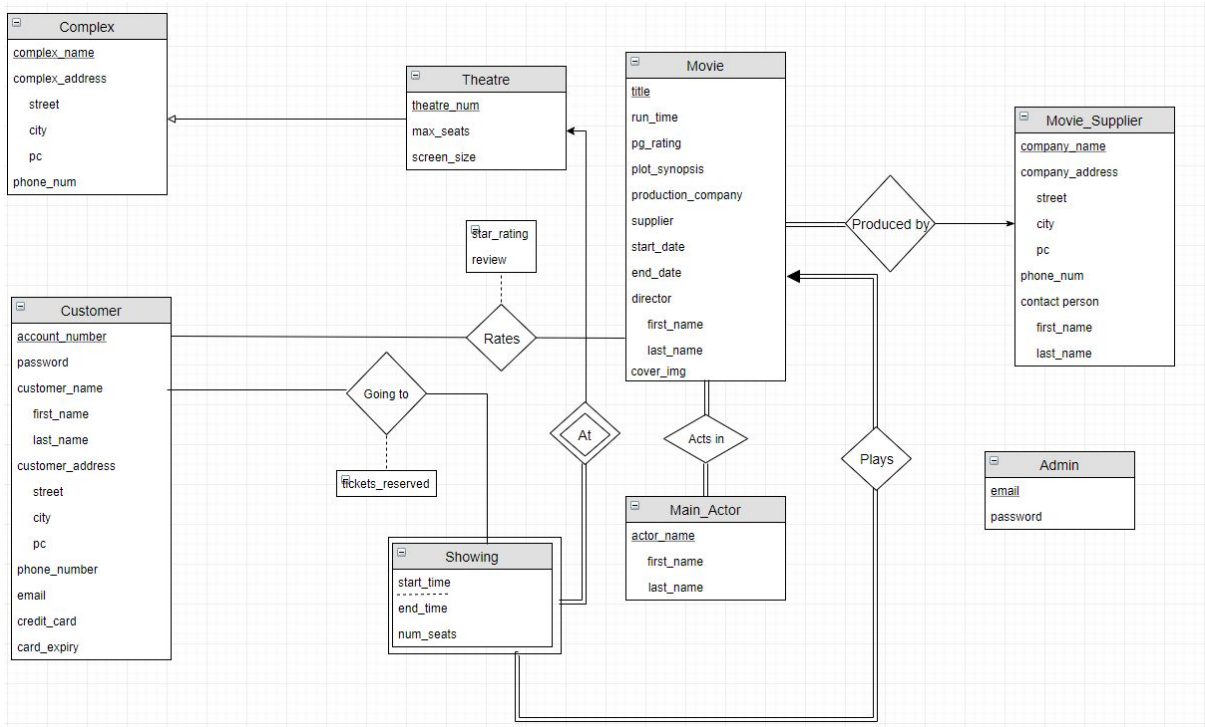 Complex
complex_name
complex_address
street
city
pc
phone_num
Theatre
theatre_num
max_seats
screen_size
Movie
title
run_time
pg_rating
plot_synopsis
production_company
supplier
start_date
end_date
director
first_name
last_name
cover_img
Movie_Supplier
company_name
company_address
street
city
pc
phone_num
contact person
first_name
last_name
Produced by
star_rating
review
Rates
Customer
account_number
password
customer_name
first_name
last_name
customer_address
street
city
pc
phone_number
email
credit_card
card_expiry
Going to
tickets_reserved
At
Acts in
Plays
Showing
start_time
end_time
num_seats
Main_Actor
actor_name
first_name
last_name
Admin
email
password